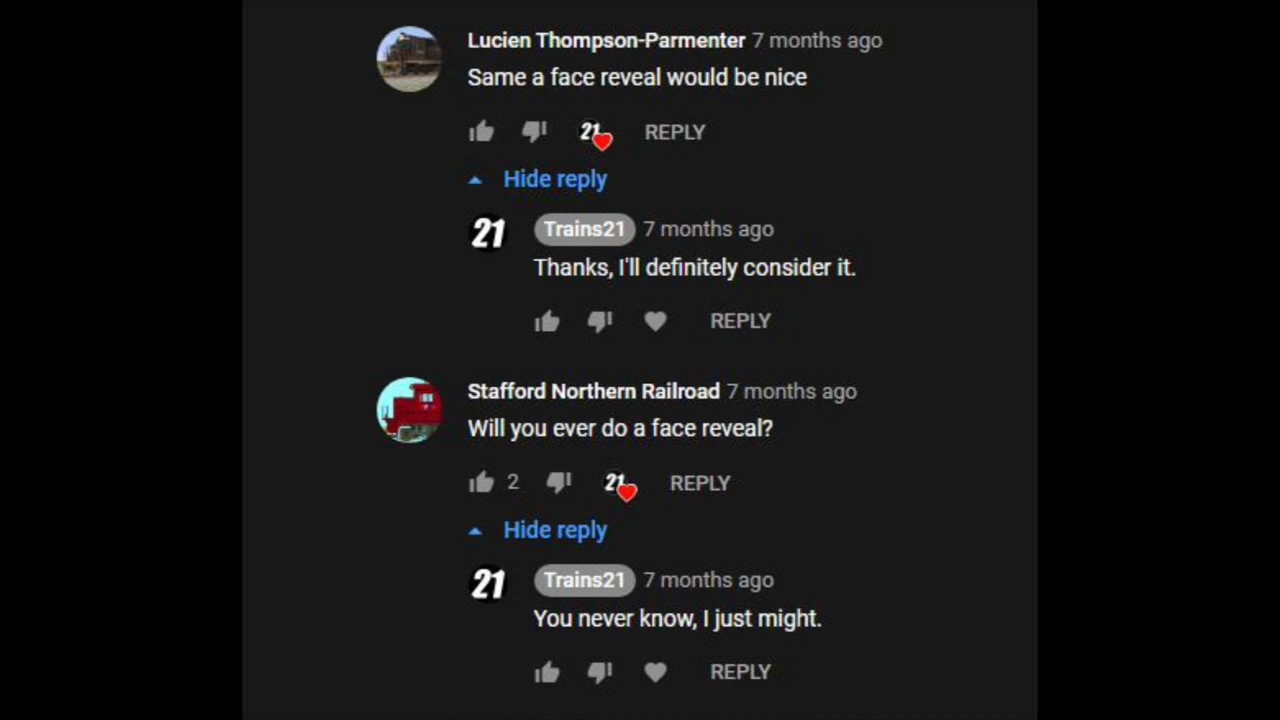 Lucien Thompson-Parmenter 7 months ago
Same a face reveal would be nice
21 REPLY
Hide reply
21 Trains21 7 months ago
Thanks, I'll definitely consider it.
REPLY
Stafford Northern Railroad 7 months ago
Will you ever do a face reveal?
2 21 REPLY
Hide reply
21 Trains21 7 months ago
You never know, I just might.
REPLY